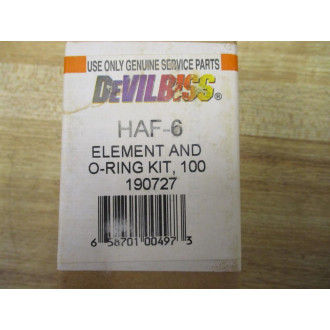 USE ONLY GENUINE SERVICE PARTS
DEVILBISS®
HAF-6
ELEMENT AND
O-RING KIT, 100
190727
6 58701 00497 3